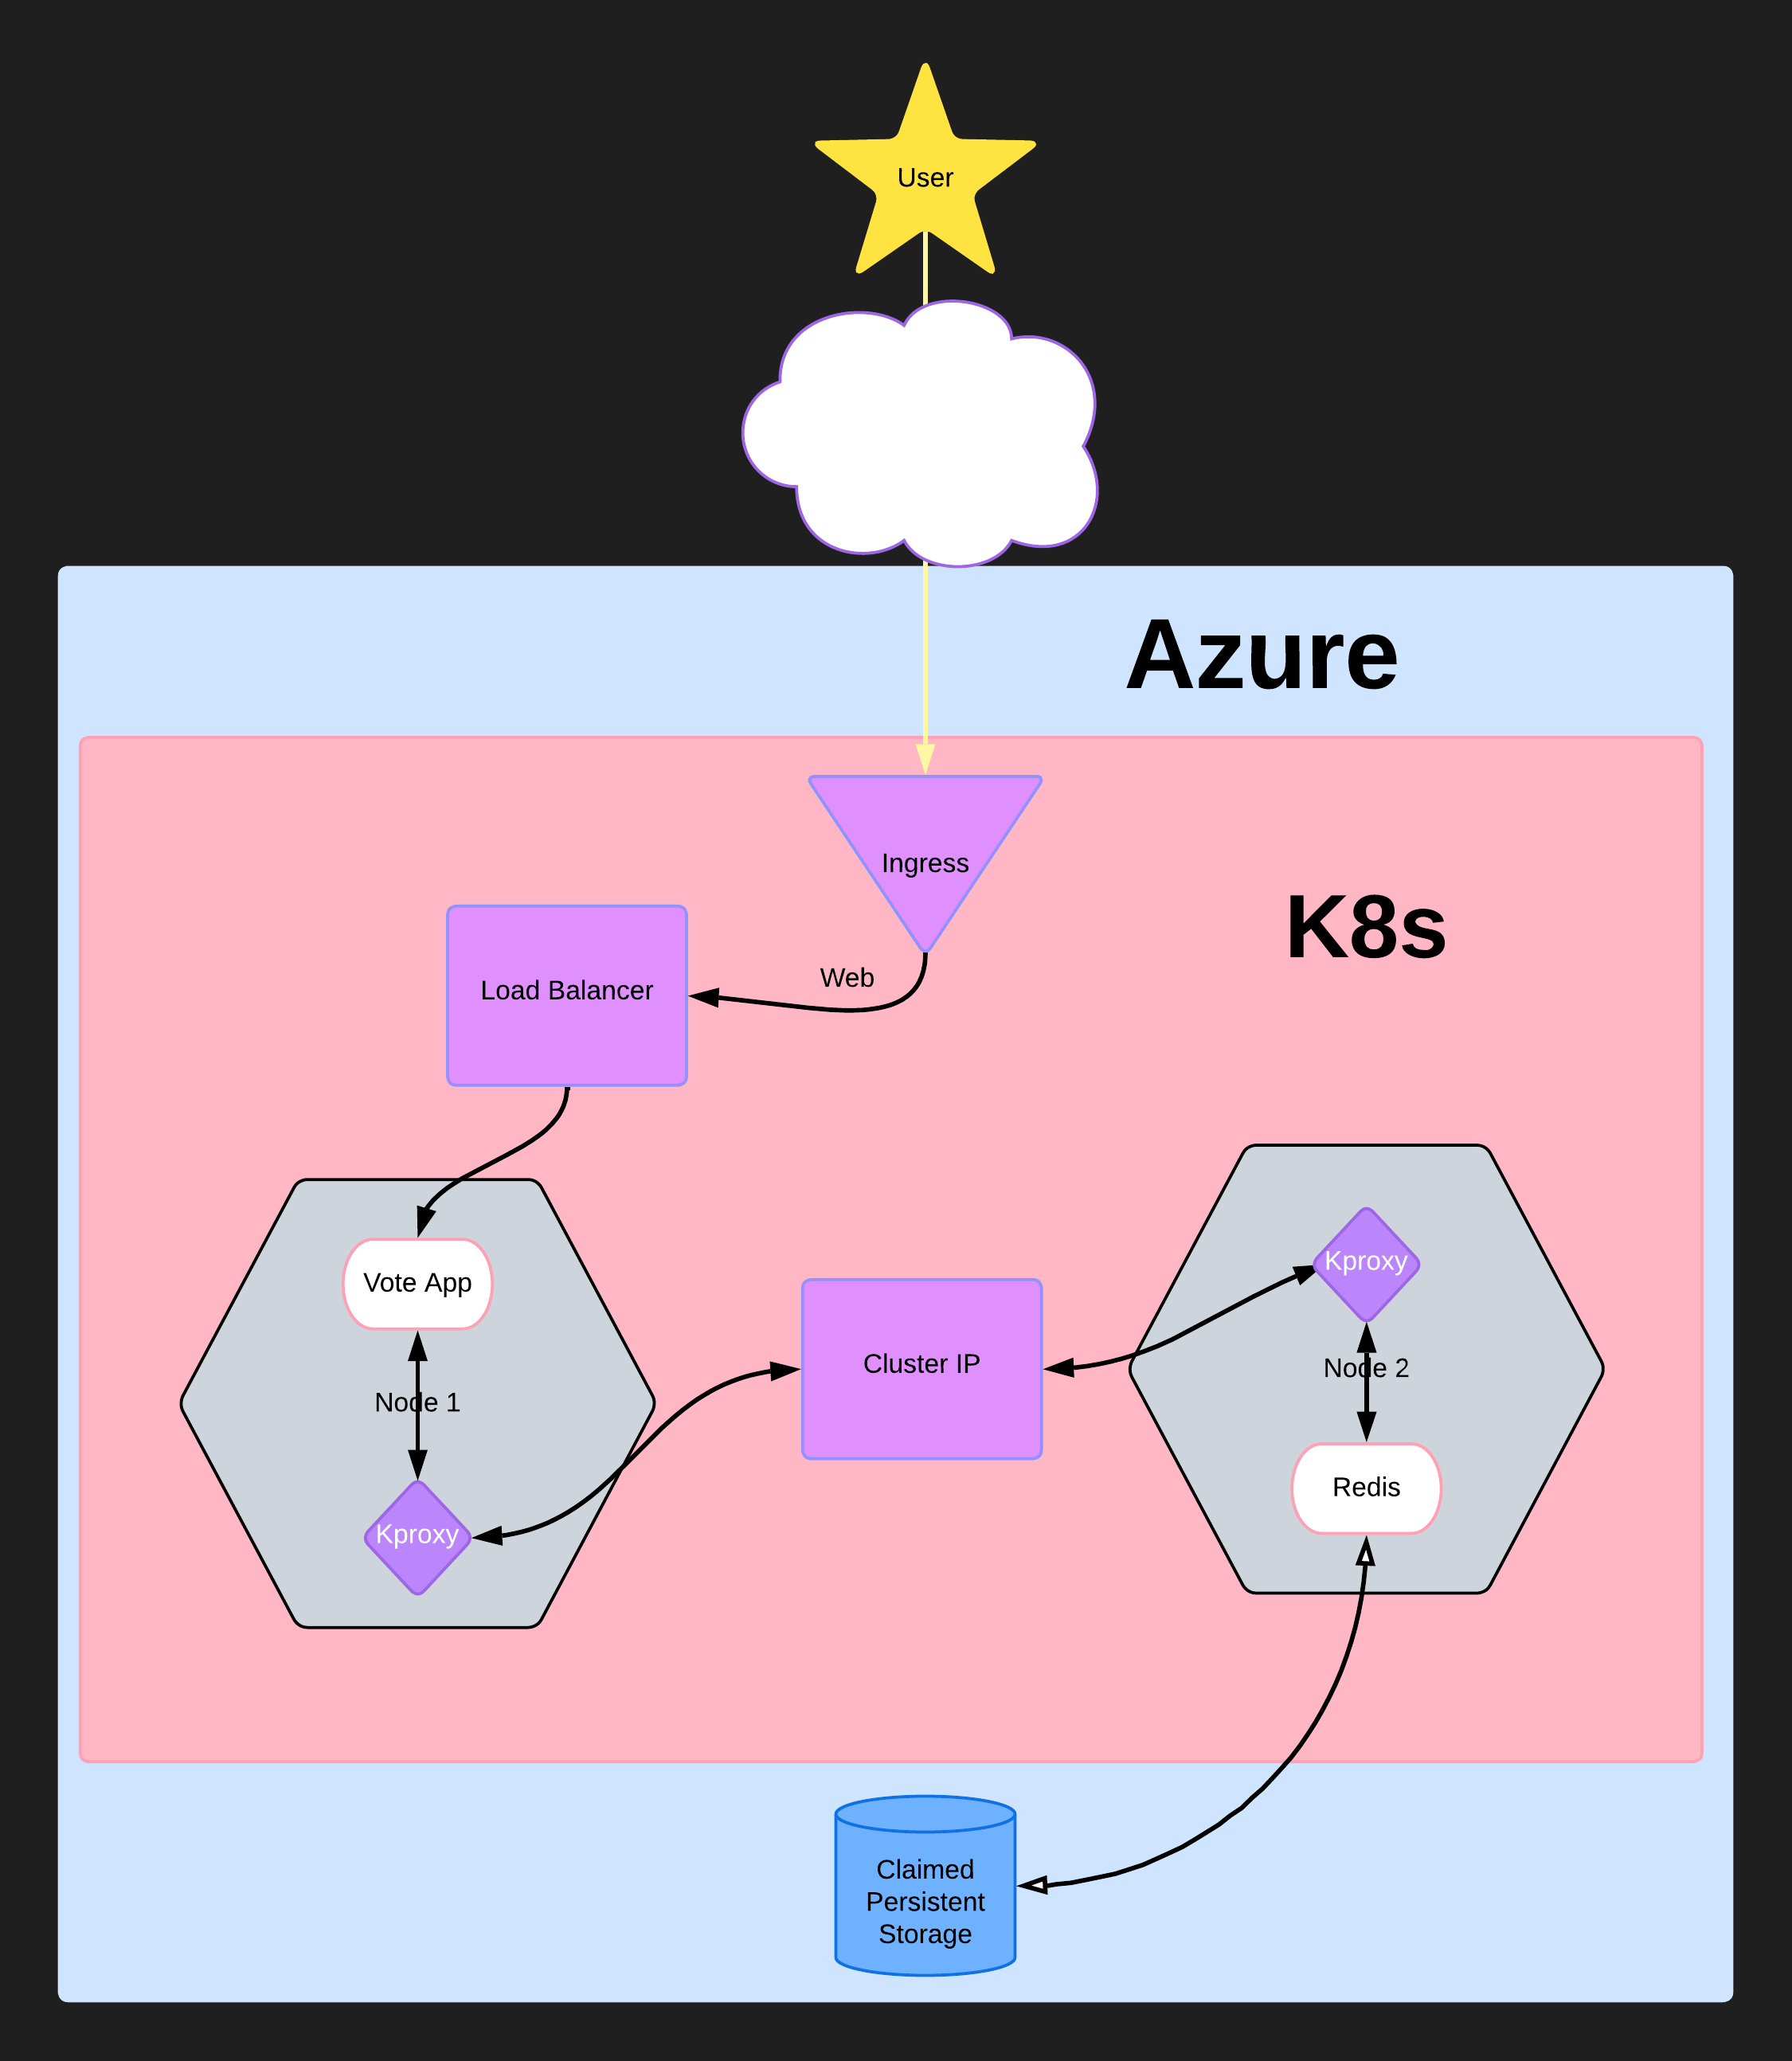 User
Azure
Ingress
K8s
Web
Load Balancer
Kproxy
Vote App
Cluster IP
Node 2
Node 1
Redis
Kproxy
Claimed
Persistent
Storage